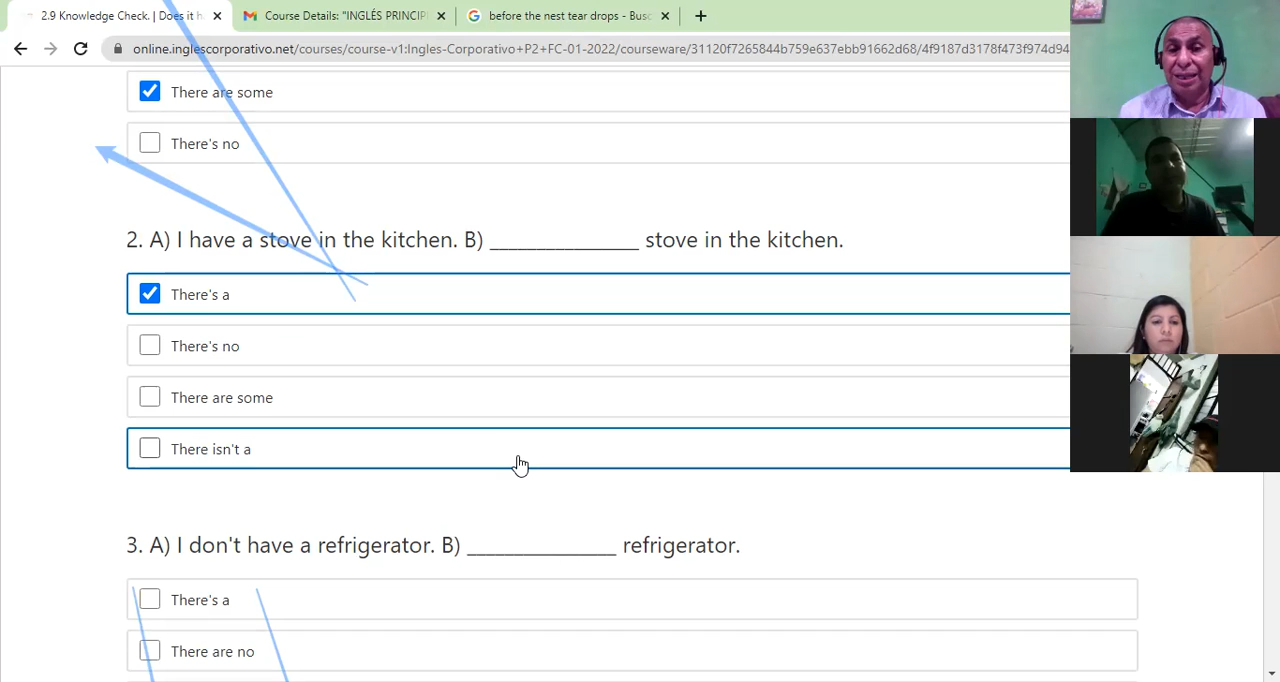 2.9 Knowledge Check. | Does it h
Course Details: "INGLÉS PRINCIPI
before the nest tear drops - Busc
online.inglescorporativo.net/courses/course-v1:Ingles-Corporativo+P2+FC-01-2022/courseware/31120f7265844b759e637ebb91662d68/4f9187d3178f473f974d94
There are some
There's no
2. A) I have a stove in the kitchen. B) _______________ stove in the kitchen.
There's a
There's no
There are some
There isn't a
3. A) I don't have a refrigerator. B) _______________ refrigerator.
There's a
There are no